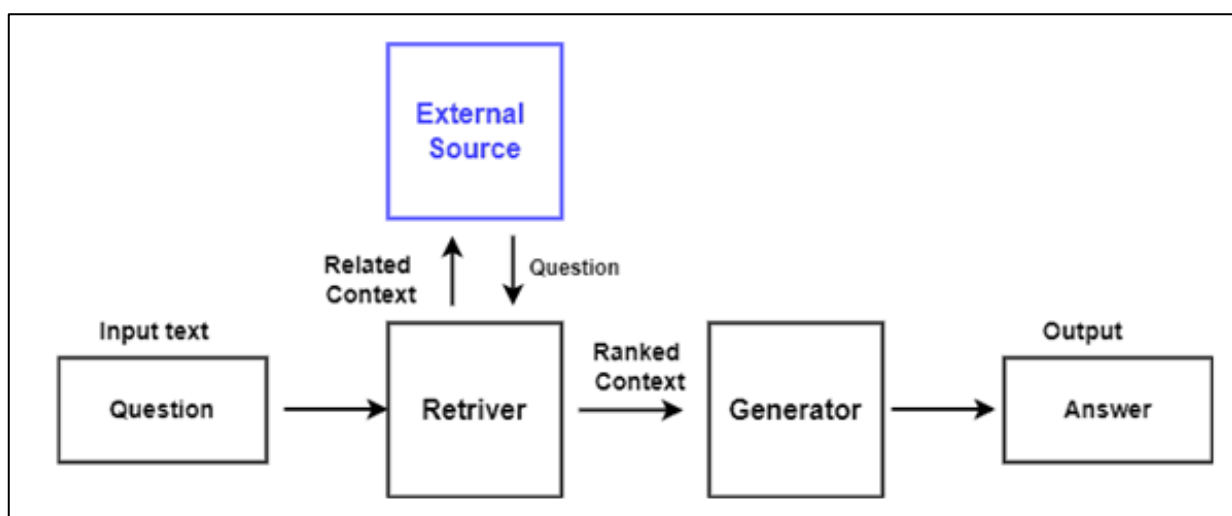 External
Source
Related
Context
Question
Input text
Question
Retriver
Ranked
Context
Generator
Output
Answer